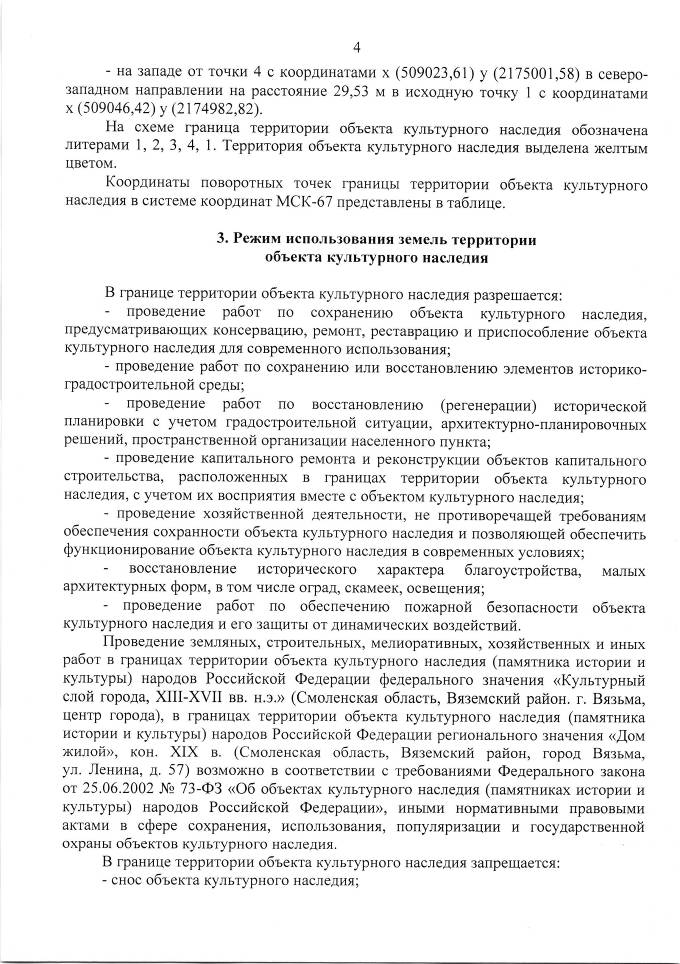 4
- на западе от точки 4 с координатами x (509023,61) y (2175001,58) в северо-
западном направлении на расстояние 29,53 м в исходную точку 1 с координатами
x (509046,42) y (2174982,82).
На схеме граница территории объекта культурного наследия обозначена
литерами 1, 2, 3, 4, 1. Территория объекта культурного наследия выделена желтым
цветом.
Координаты поворотных точек границы территории объекта культурного
наследия в системе координат МСК-67 представлены в таблице.
3. Режим использования земель территории
объекта культурного наследия
В границе территории объекта культурного наследия разрешается:
- проведение работ по сохранению объекта культурного наследия,
предусматривающих консервацию, ремонт, реставрацию и приспособление объекта
культурного наследия для современного использования;
- проведение работ по сохранению или восстановлению элементов историко-
градостроительной среды;
- проведение работ по восстановлению (регенерации) исторической
планировки с учетом градостроительной ситуации, архитектурно-планировочных
решений, пространственной организации населенного пункта;
- проведение капитального ремонта и реконструкции объектов капитального
строительства, расположенных в границах территории объекта культурного
наследия, с учетом их восприятия вместе с объектом культурного наследия;
- проведение хозяйственной деятельности, не противоречащей требованиям
обеспечения сохранности объекта культурного наследия и позволяющей обеспечить
функционирование объекта культурного наследия в современных условиях;
- восстановление исторического характера благоустройства, малых
архитектурных форм, в том числе оград, скамеек, освещения;
- проведение работ по обеспечению пожарной безопасности объекта
культурного наследия и его защиты от динамических воздействий.
Проведение земляных, строительных, мелиоративных, хозяйственных и иных
работ в границах территории объекта культурного наследия (памятника истории и
культуры) народов Российской Федерации федерального значения «Культурный
слой города, XIII-XVII вв. н.э.» (Смоленская область, Вяземский район. г. Вязьма,
центр города), в границах территории объекта культурного наследия (памятника
истории и культуры) народов Российской Федерации регионального значения «Дом
жилой», кон. XIX в. (Смоленская область, Вяземский район, город Вязьма,
ул. Ленина, д. 57) возможно в соответствии с требованиями Федерального закона
от 25.06.2002 № 73-ФЗ «Об объектах культурного наследия (памятниках истории и
культуры) народов Российской Федерации», иными нормативными правовыми
актами в сфере сохранения, использования, популяризации и государственной
охраны объектов культурного наследия.
В границе территории объекта культурного наследия запрещается:
- снос объекта культурного наследия;